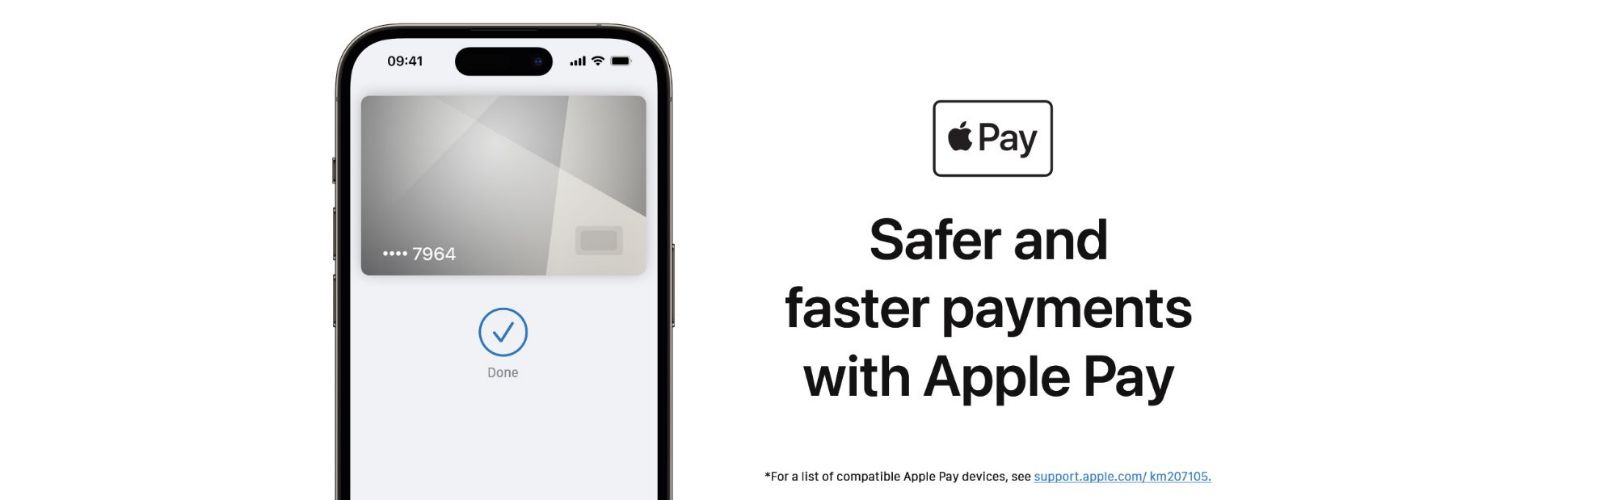 09:41
•••• 7964
Done
Pay
Safer and
faster payments
with Apple Pay
*For a list of compatible Apple Pay devices, see support.apple.com/ km207105.